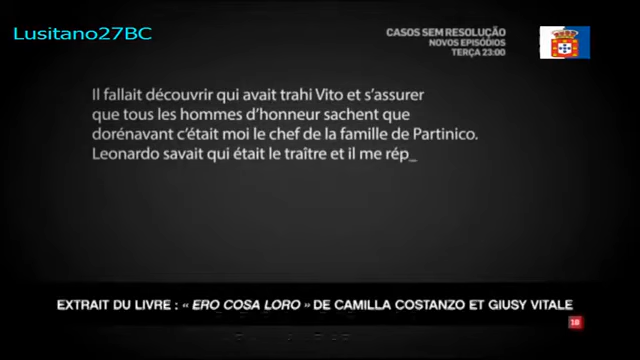 Lusitano27BC
CASOS SEM RESOLUÇÃO
NOVOS EPISÓDIOS
TERÇA 23:00
Il fallait découvrir qui avait trahi Vito et s'assurer
que tous les hommes d'honneur sachent que
dorénavant c'était moi le chef de la famille de Partinico.
Leonardo savait qui était le traître et il me rép_
EXTRAIT DU LIVRE : « ERO COSA LORO » DE CAMILLA COSTANZO ET GIUSY VITALE